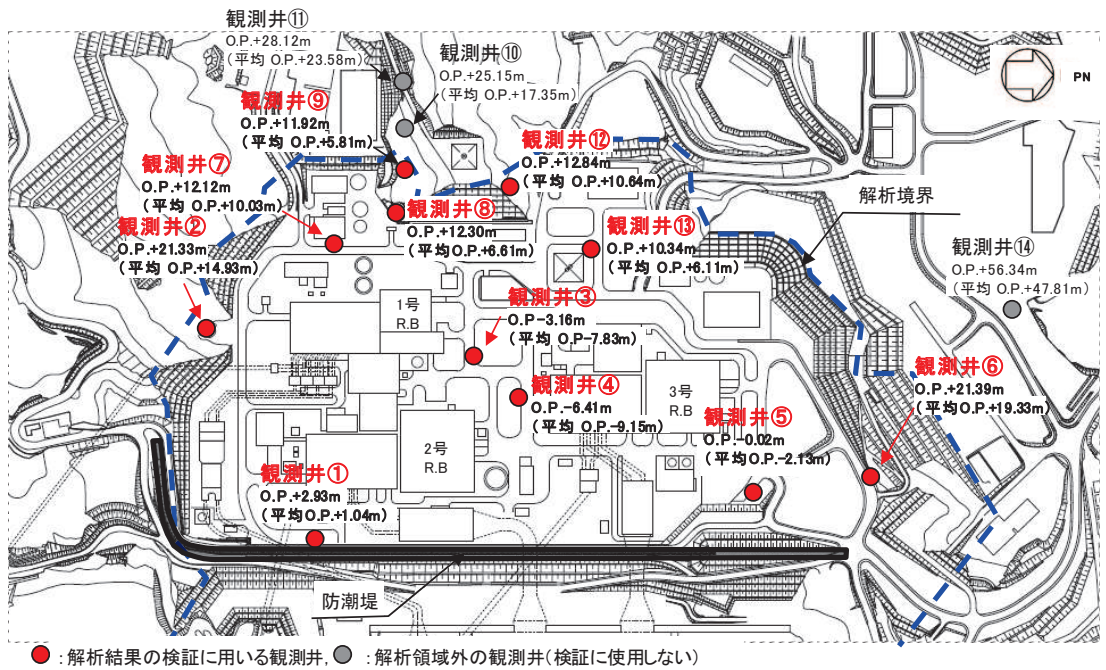 観測井⑪
O.P.+28.12m
(平均 O.P.+23.58m)
観測井⑩
O.P.+25.15m
(平均 O.P.+17.35m)
PN
観測井⑨
O.P.+11.92m
(平均 O.P.+5.81m)
観測井⑫
O.P.+12.84m
(平均 O.P.+10.64m)
観測井⑦
O.P.+12.12m
(平均 O.P.+10.03m)
解析境界
観測井⑧
O.P.+12.30m
(平均 O.P.+6.61m)
観測井②
O.P.+21.33m
(平均 O.P.+14.93m)
観測井⑬
O.P.+10.34m
(平均 O.P.+6.11m)
観測井⑭
O.P.+56.34m
(平均 O.P.+47.81m)
観測井③
O.P-3.16m
(平均 O.P-7.83m)
1号
R.B
観測井④
O.P.-6.41m
(平均 O.P.-9.15m)
3号
R.B
観測井⑥
O.P.+21.39m
(平均O.P.+19.33m)
観測井⑤
O.P.-0.02m
(平均O.P.-2.13m)
2号
R.B
観測井①
O.P.+2.93m
(平均O.P.+1.04m)
防潮堤
:解析結果の検証に用いる観測井, :解析領域外の観測井(検証に使用しない)